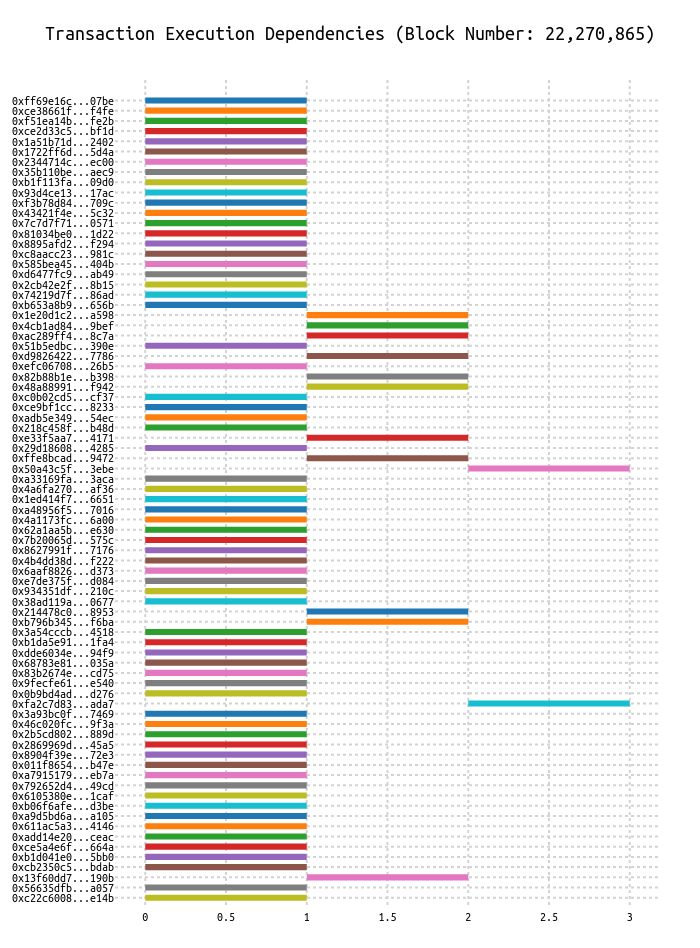 Transaction Execution Dependencies (Block Number: 22,270,865)
0xff69e16c...07be
0xce38661f...f4fe
0xf51ea14b...fe2b
0xce2d33c5...bf1d
0x1a51b71d...2402
0x1722ff6d...5d4a
0x2344714c...ec00
0x35b110be...aec9
0xb1f113fa...09d0
0x93d4ce13...17ac
0xf3b78d84...709c
0x43421f4e...5c32
0x7c7d7f71...0571
0x81034be0...1d22
0x8895afd2...f294
0xc8aacc23...981c
0x585bea45...404b
0xd6477fc9...ab49
0x2cb42e2f...8b15
0x74219d7f...86ad
0xb653a8b9...656b
0x1e20d1c2...a598
0x4cb1ad84...9bef
0xac289ff4...8c7a
0x51b5edbc...390e
0xd9826422...7786
0xefc06708...26b5
0x82b88b1e...b398
0x48a88991...f942
0xc0b02cd5...cf37
0xce9bf1cc...8233
0xadb5e349...54ec
0x218c458f...b48d
0xe33f5aa7...4171
0x29d18608...4285
0xffe8bcad...9472
0x50a43c5f...3ebe
0xa33169fa...3aca
0x4a6fa270...af36
0x1ed414f7...6651
0xa48956f5...7016
0x4a1173fc...6a00
0x62a1aa5b...e630
0x7b20065d...575c
0x8627991f...7176
0x4b4dd38d...f222
0x6aaf8826...d373
0xe7de375f...d084
0x934351df...210c
0x38ad119a...0677
0x214478c0...8953
0xb796b345...f6ba
0x3a54cccb...4518
0xb1da5e91...1fa4
0xdde6034e...94f9
0x68783e81...035a
0x83b2674e...cd75
0x9fecfe61...e540
0x0b9bd4ad...d276
0xfa2c7d83...ada7
0x3a93bc0f...7469
0x46c020fc...9f3a
0x2b5cd802...889d
0x2869969d...45a5
0x8904f39e...72e3
0x011f8654...b47e
0xa7915179...eb7a
0x792652d4...49cd
0x6105380e...1caf
0xb06f6afe...d3be
0xa9d5bd6a...a105
0x611ac5a3...4146
0xadd14e20...ceac
0xce5a4e6f...664a
0xb1d041e0...5bb0
0xcb2350c5...bdab
0x13f60dd7...190b
0x56635dfb...a057
0xc22c6008...e14b
0 0.5 1 1.5 2 2.5 3